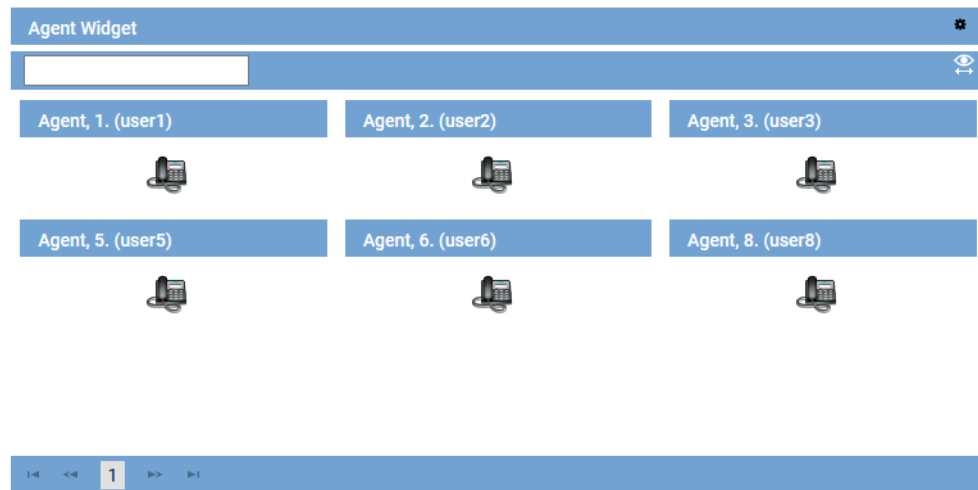 Agent Widget
Agent, 1. (user1) Agent, 2. (user2) Agent, 3. (user3)
Agent, 5. (user5) Agent, 6. (user6) Agent, 8. (user8)
1